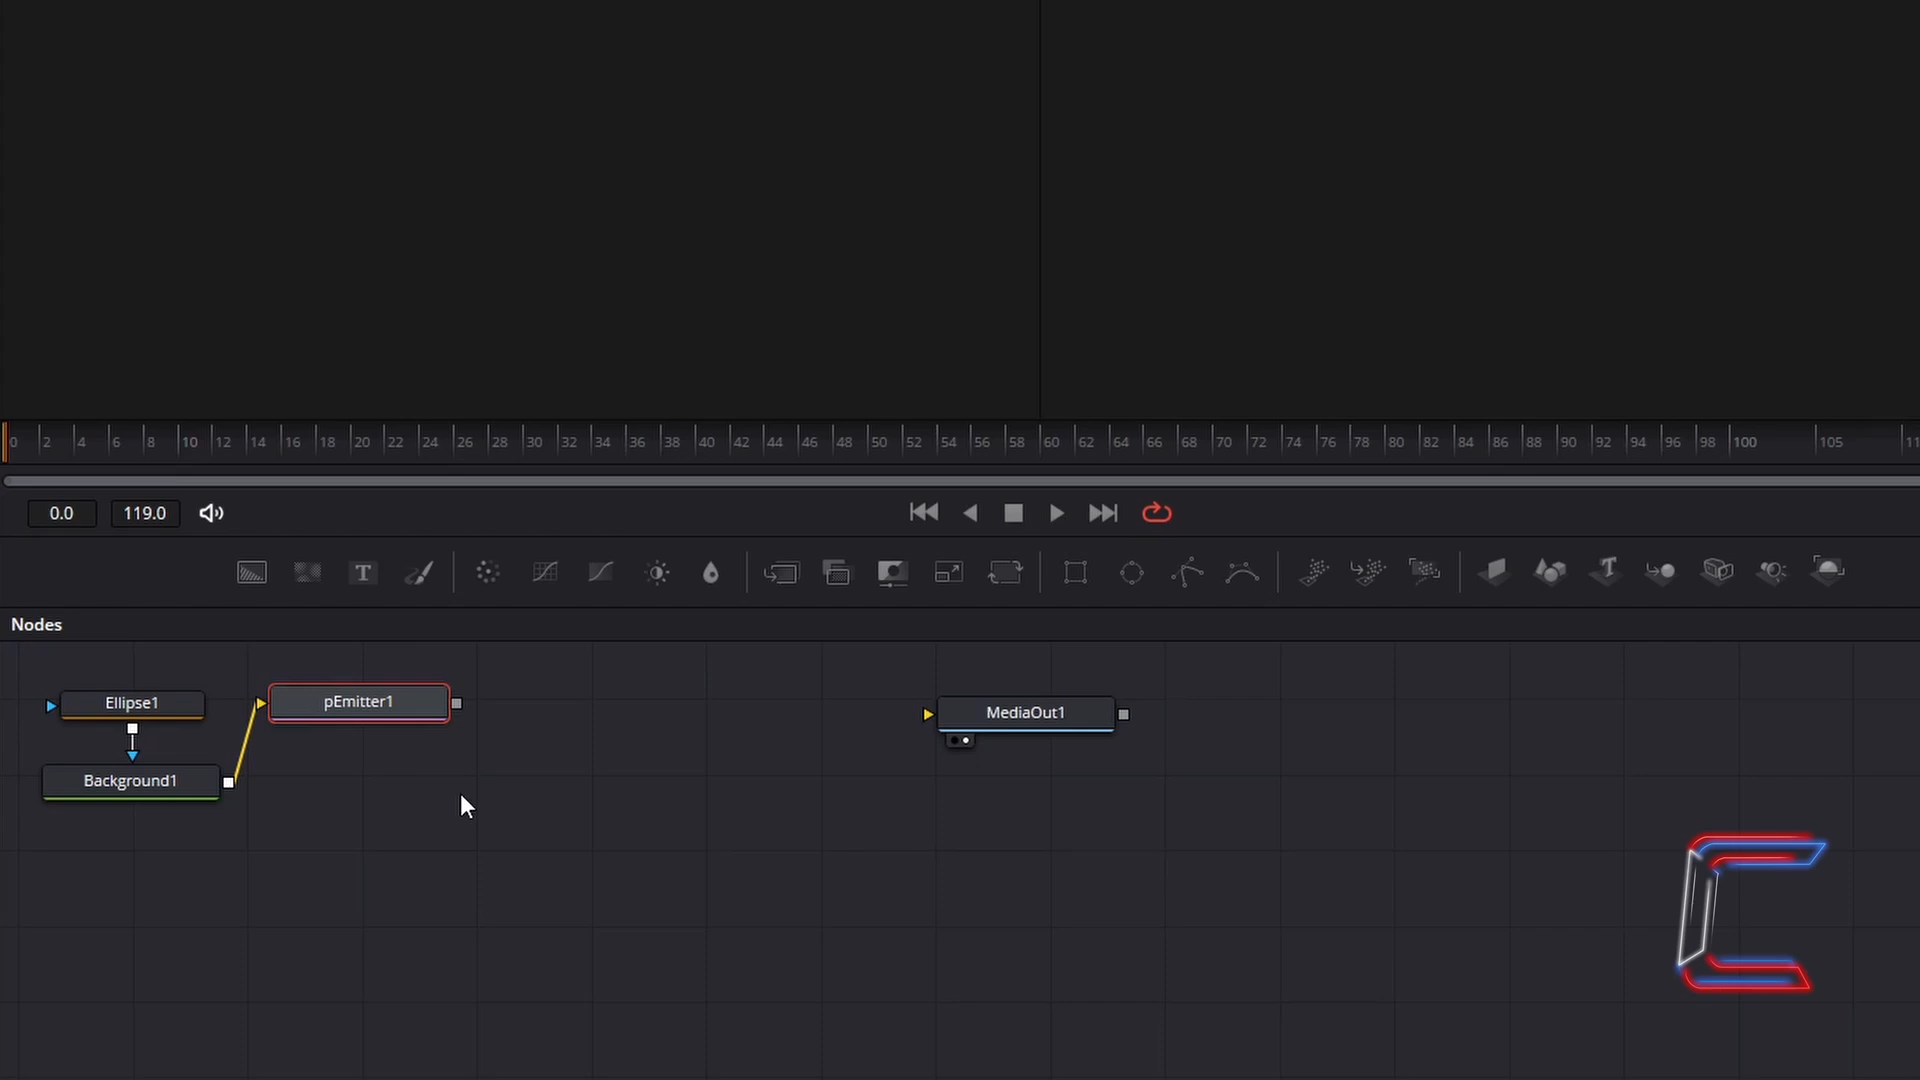 0 2 4 6 8 10 12 14 16 18 20 22 24 26 28 30 32 34 36 38 40 42 44 46 48 50 52 54 56 58 60 62 64 66 68 70 72 74 76 78 80 82 84 86 88 90 92 94 96 98 100 105 11
0.0 119.0
T T
Nodes
Ellipse1 pEmitter1 MediaOut1
Background1
C